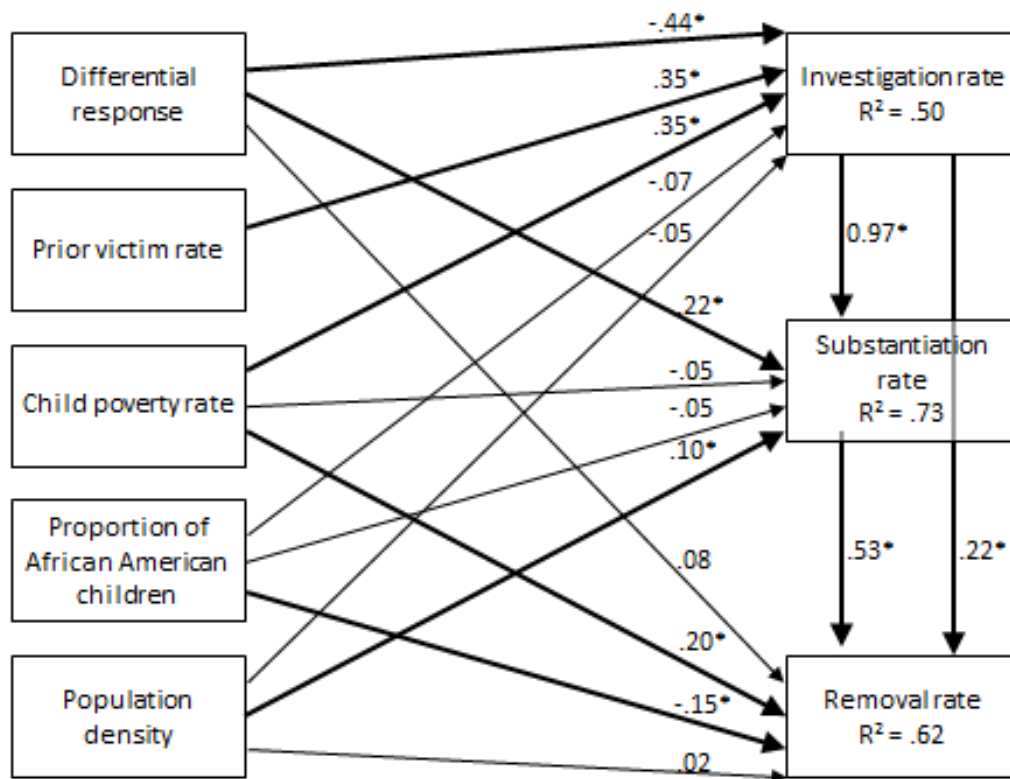 Differential
response
Prior victim rate
Child poverty rate
Proportion of
African American
children
Population
density
-.44*
.35*
.35*
-.07
-.05
.22*
-.05
-.05
.10*
.08
.20*
-.15*
.02
Investigation rate
R² = .50
0.97*
Substantiation
rate
R² = .73
.53*
.22*
Removal rate
R² = .62